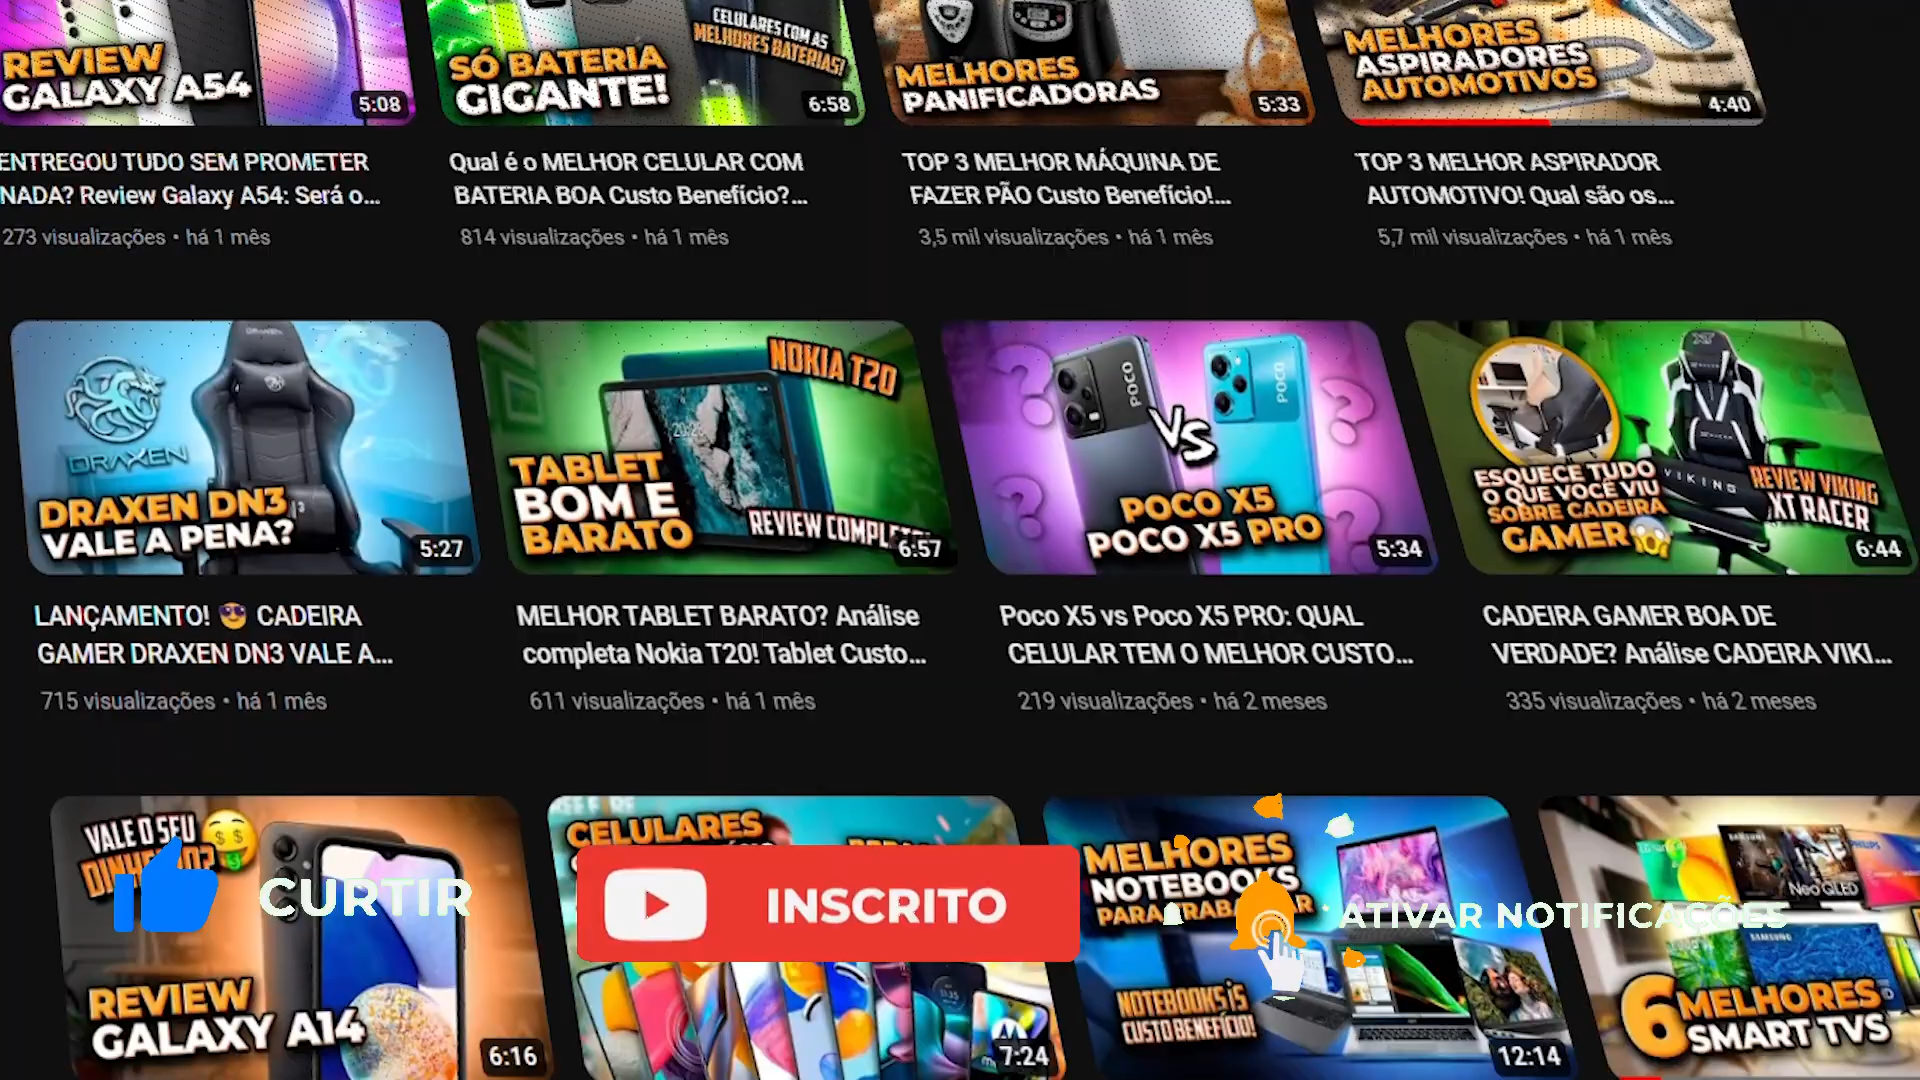 REVIEW
GALAXY A54
5:08
SÓ BATERIA
GIGANTE!
CELULARES COM AS
MELHORES BATERIAS!
6:58
MELHORES
PANIFICADORAS
5:33
MELHORES
ASPIRADORES
AUTOMOTIVOS
4:40
ENTREGOU TUDO SEM PROMETER
NADA? Review Galaxy A54: Será o...
273 visualizações • há 1 mês
Qual é o MELHOR CELULAR COM
BATERIA BOA Custo Benefício?...
814 visualizações • há 1 mês
TOP 3 MELHOR MÁQUINA DE
FAZER PÃO Custo Benefício!...
3,5 mil visualizações • há 1 mês
TOP 3 MELHOR ASPIRADOR
AUTOMOTIVO! Qual são os...
5,7 mil visualizações • há 1 mês
DRAXEN
DRAXEN DN3
VALE A PENA?
5:27
NOKIA T20
TABLET
BOM E
BARATO
6:57
POCO
POCO
VS
POCO X5
POCO X5 PRO
5:34
ESQUECE TUDO
O QUE VOCÊ VIU
SOBRE CADEIRA
GAMER
VIKING
REVIEW VIKING
XT RACER
6:44
LANÇAMENTO! 😎 CADEIRA
GAMER DRAXEN DN3 VALE A...
715 visualizações • há 1 mês
MELHOR TABLET BARATO? Análise
completa Nokia T20! Tablet Custo...
611 visualizações • há 1 mês
Poco X5 vs Poco X5 PRO: QUAL
CELULAR TEM O MELHOR CUSTO...
219 visualizações • há 2 meses
CADEIRA GAMER BOA DE
VERDADE? Análise CADEIRA VIKI...
335 visualizações • há 2 meses
VALE O SEU
CURTIR
REVIEW
GALAXY A14
6:16
CELULARES
INSCRITO
7:24
MELHORES
NOTEBOOKS
ATIVAR NOTIFICAÇÕES
NOTEBOOKS i5
CUSTO BENEFÍCIO!
12:14
SAMSUNG
Neo QLED
PHILIPS
SAMSUNG
6 MELHORES
SMART TVS